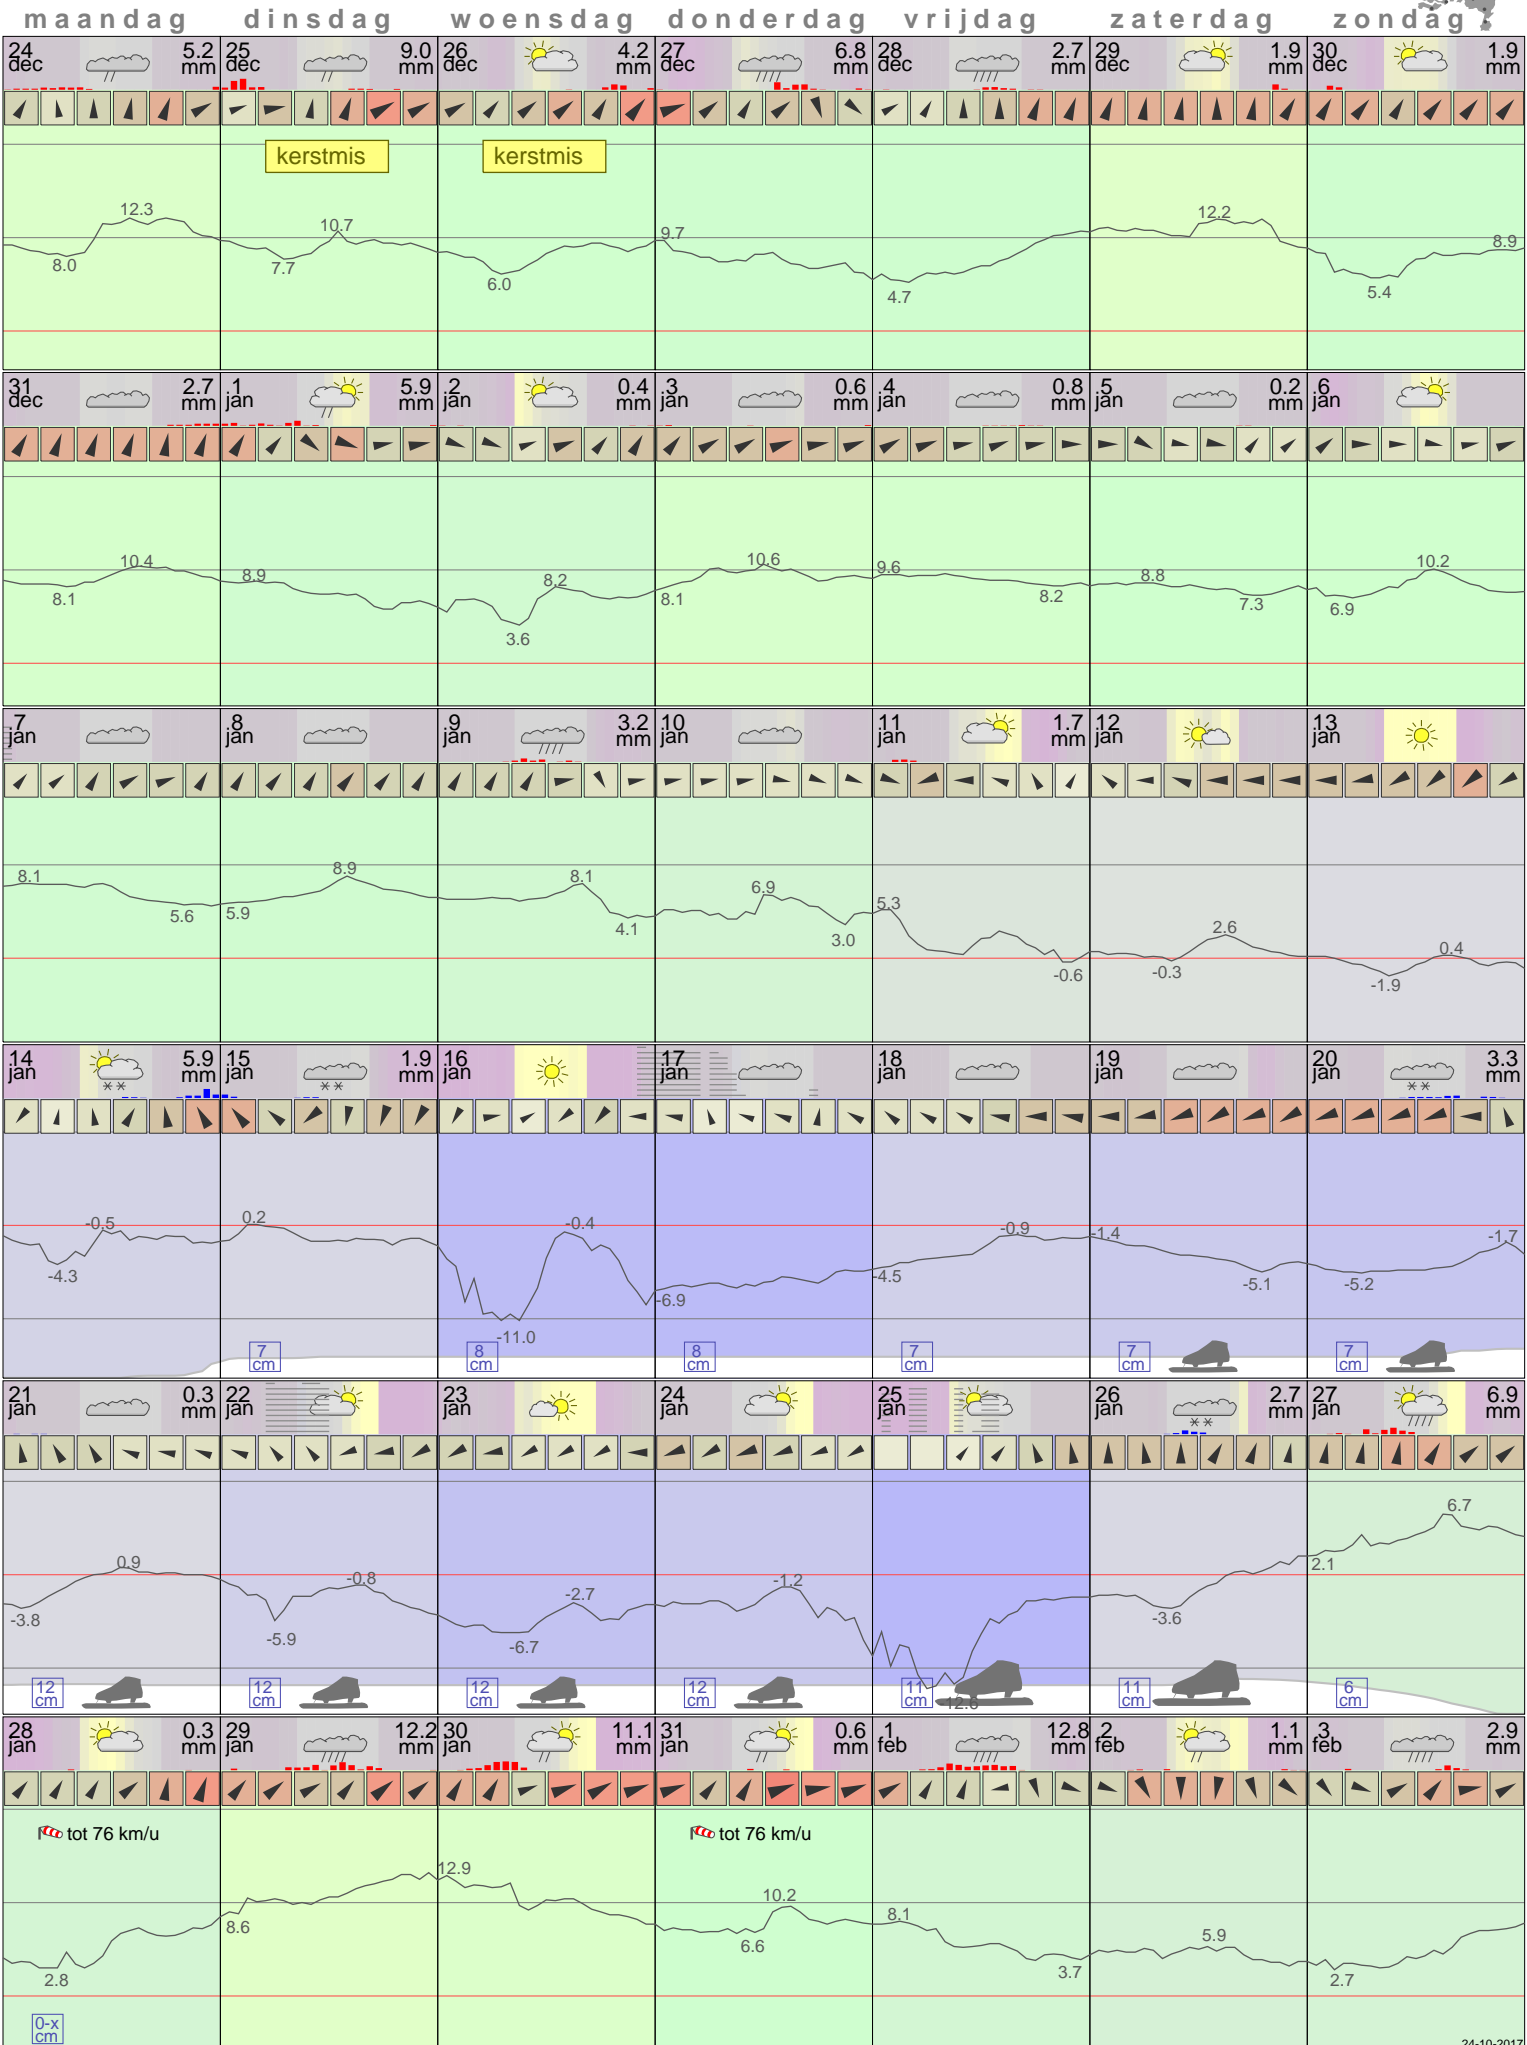 maandag dinsdag woensdag donderdag vrijdag zaterdag zondag
24 dec 5.2 mm 25 dec 9.0 mm 26 dec 4.2 mm 27 dec 6.8 mm 28 dec 2.7 mm 29 dec 1.9 mm 30 dec 1.9 mm
kerstmis kerstmis
12.3 8.0 10.7 7.7 6.0 9.7 4.7 12.2 5.4 8.9
31 dec 2.7 mm 1 jan 5.9 mm 2 jan 0.4 mm 3 jan 0.6 mm 4 jan 0.8 mm 5 jan 0.2 mm 6 jan
8.1 10.4 8.9 3.6 8.2 8.1 10.6 9.6 8.2 8.8 7.3 6.9 10.2
7 jan 8 jan 9 jan 3.2 mm 10 jan 11 jan 1.7 mm 12 jan 13 jan
8.1 5.6 5.9 8.9 8.1 4.1 6.9 3.0 5.3 -0.6 -0.3 2.6 -1.9 0.4
14 jan 5.9 mm 15 jan 1.9 mm 16 jan 17 jan 18 jan 19 jan 20 jan 3.3 mm
-4.3 -0.5 0.2 -11.0 -0.4 -6.9 -4.5 -0.9 -1.4 -5.1 -5.2 -1.7
7 cm 8 cm 8 cm 7 cm 7 cm 7 cm
21 jan 0.3 mm 22 jan 23 jan 24 jan 25 jan 26 jan 2.7 mm 27 jan 6.9 mm
-3.8 0.9 -5.9 -0.8 -6.7 -2.7 -1.2 -12.6 -3.6 2.1 6.7
12 cm 12 cm 12 cm 12 cm 11 cm 11 cm 6 cm
28 jan 0.3 mm 29 jan 12.2 mm 30 jan 11.1 mm 31 jan 0.6 mm 1 feb 12.8 mm 2 feb 1.1 mm 3 feb 2.9 mm
tot 76 km/u tot 76 km/u
2.8 8.6 12.9 6.6 10.2 8.1 3.7 5.9 2.7
0-x cm
24-10-2017